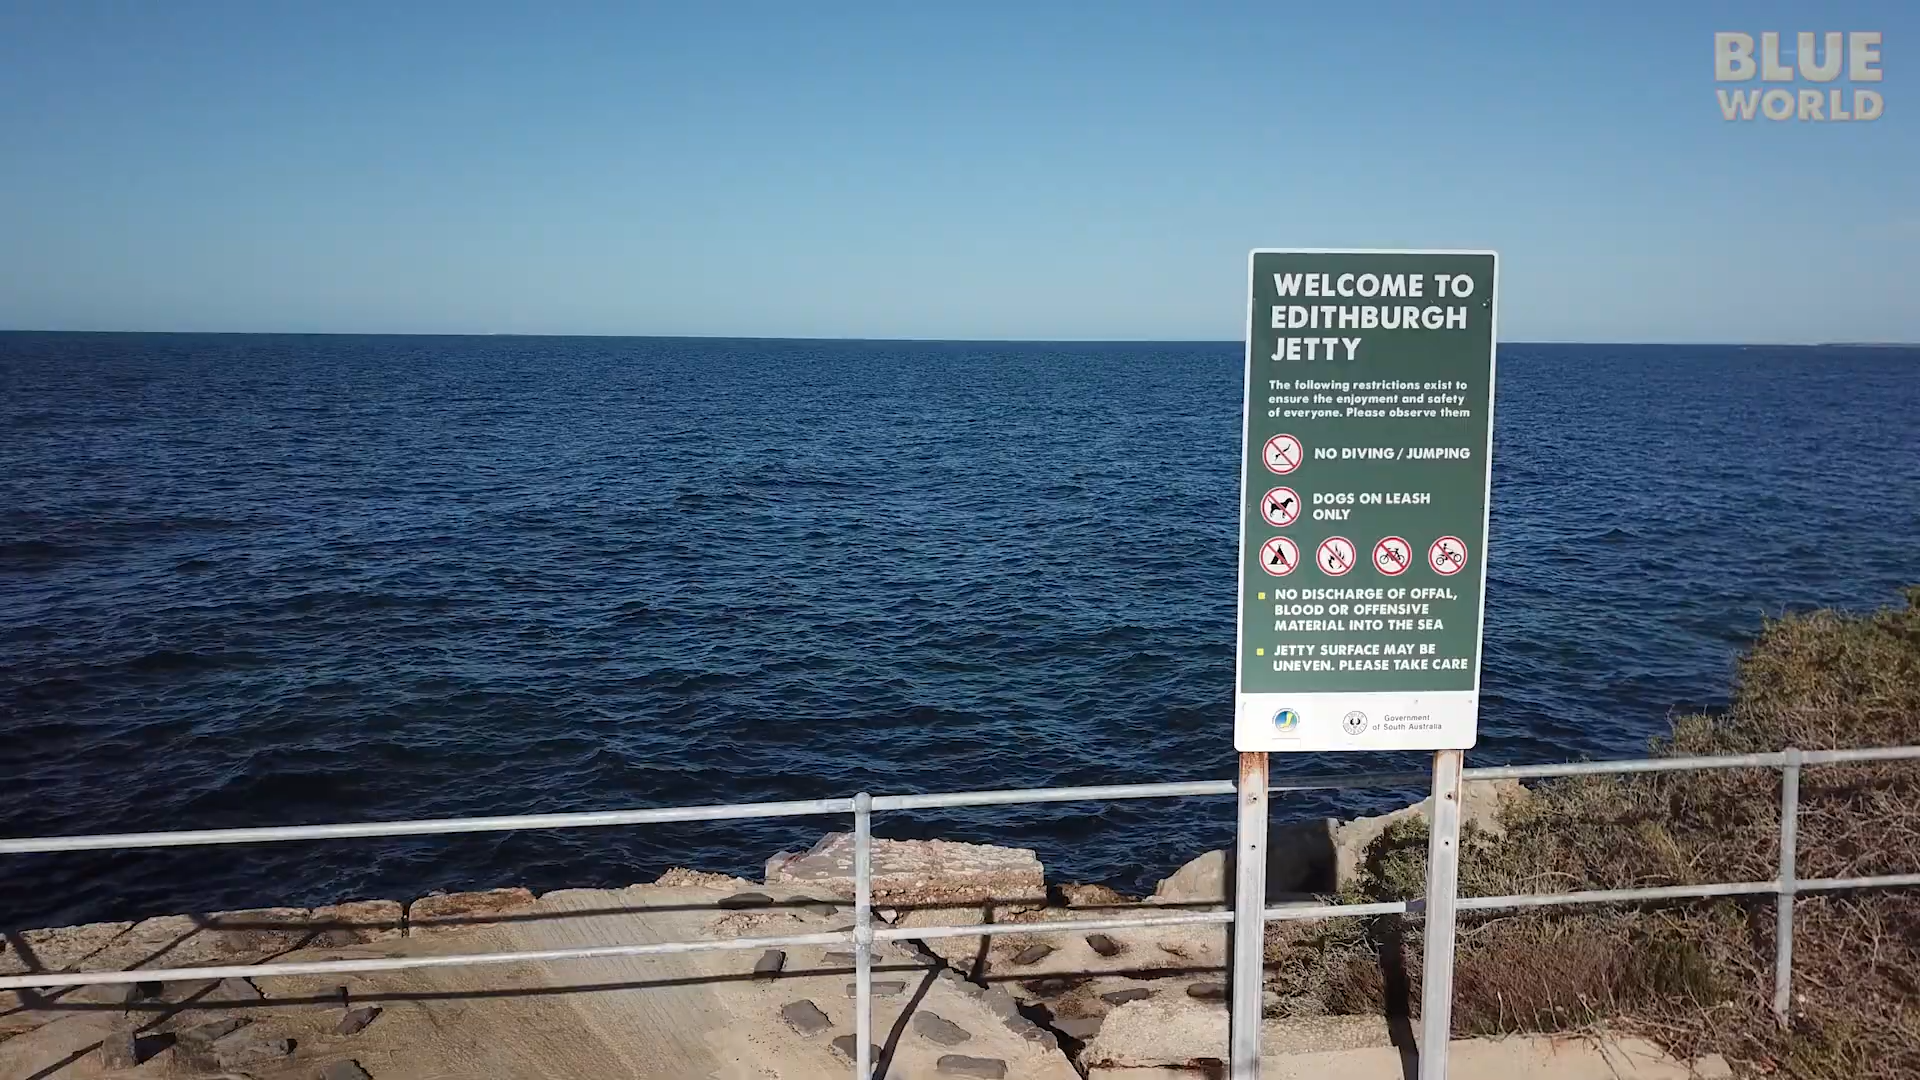 BLUE
WORLD
WELCOME TO
EDITHBURGH
JETTY
The following restrictions exist to
ensure the enjoyment and safety
of everyone. Please observe them
NO DIVING / JUMPING
DOGS ON LEASH
ONLY
NO DISCHARGE OF OFFAL,
BLOOD OR OFFENSIVE
MATERIAL INTO THE SEA
JETTY SURFACE MAY BE
UNEVEN. PLEASE TAKE CARE
Government
of South Australia